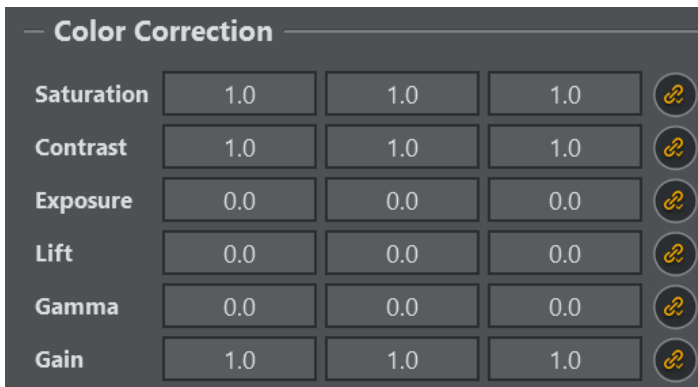 Color Correction
Saturation 1.0 1.0 1.0
Contrast 1.0 1.0 1.0
Exposure 0.0 0.0 0.0
Lift 0.0 0.0 0.0
Gamma 0.0 0.0 0.0
Gain 1.0 1.0 1.0